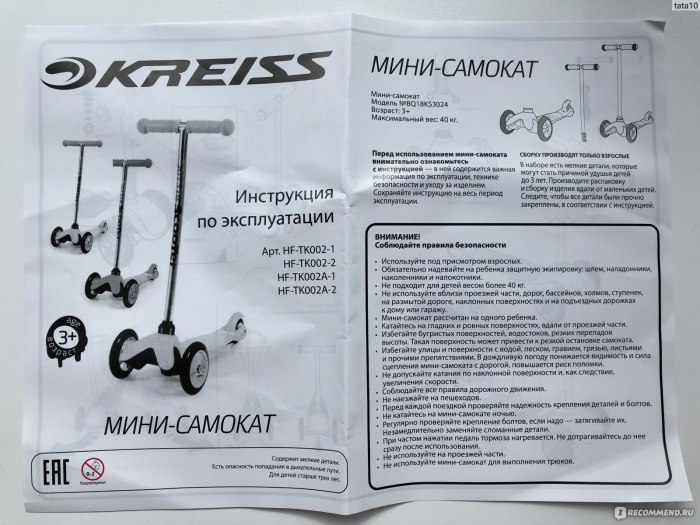 tata10
KREISS
Инструкция
по эксплуатации
Арт. HF-TK002-1
HF-TK002-2
HF-TK002A-1
HF-TK002A-2
age
3+
возраст
МИНИ-САМОКАТ
EAC
0-3
Предупреждение!
Содержит мелкие детали.
Есть опасность попадания в дыхательные пути.
Для детей старше трех лет.
МИНИ-САМОКАТ
Мини-самокат
Модель №BQ18KS3024
Возраст: 3+
Максимальный вес: 40 кг.
Перед использованием мини-самоката
внимательно ознакомьтесь
с инструкцией — в ней содержится важная
информация по эксплуатации, технике
безопасности и уходу за изделием.
Сохраняйте инструкцию на весь период
эксплуатации.
СБОРКУ ПРОИЗВОДЯТ ТОЛЬКО ВЗРОСЛЫЕ
В наборе есть мелкие детали, которые
могут стать причиной удушья детей
до 3 лет. Производите распаковку
и сборку изделия вдали от маленьких детей.
Следите, чтобы все детали были прочно
закреплены, в соответствии с инструкцией.
ВНИМАНИЕ!
Соблюдайте правила безопасности
• Используйте под присмотром взрослых.
• Обязательно надевайте на ребенка защитную экипировку: шлем, наладонники,
наколенники и налокотники.
• Не подходит для детей весом более 40 кг.
• Не используйте вблизи проезжей части, дорог, бассейнов, холмов, ступенек,
на размытой дороге, наклонных поверхностях и на подъездных дорожках
к дому или гаражу.
• Мини-самокат рассчитан на одного ребенка.
• Катайтесь на гладких и ровных поверхностях, вдали от проезжей части.
• Избегайте бугристых поверхностей, водостоков, резких перепадов
высоты. Такая поверхность может привести к резкой остановке самоката.
• Избегайте улицы и поверхности с водой, песком, гравием, грязью, листьями
и прочими препятствиями. В дождливую погоду понижается видимость и сила
сцепления мини-самоката с дорогой, повышается риск поломки.
• Не допускайте катания по наклонной поверхности и, как следствие,
увеличения скорости.
• Соблюдайте все правила дорожного движения.
• Не наезжайте на пешеходов.
• Перед каждой поездкой проверяйте надежность крепления деталей и болтов.
• Не катайтесь на мини-самокате ночью.
• Регулярно проверяйте крепление болтов, если надо — затягивайте их.
Незамедлительно заменяйте сломанные детали.
• При частом нажатии педаль тормоза нагревается. Не дотрагивайтесь до нее
сразу после использования.
• Не используйте на проезжей части.
• Не используйте мини-самокат для выполнения трюков.
IRECOMMEND.RU